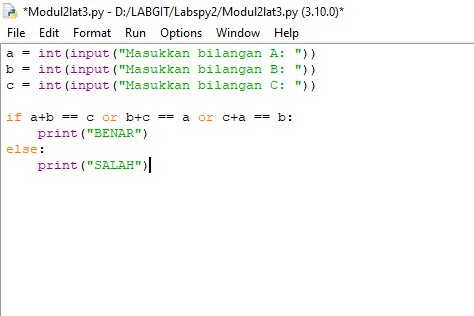 *Modul2lat3.py - D:/LABGIT/Labspy2/Modul2lat3.py (3.10.0)*
File Edit Format Run Options Window Help
a = int(input("Masukkan bilangan A: "))
b = int(input("Masukkan bilangan B: "))
c = int(input("Masukkan bilangan C: "))
if a+b == c or b+c == a or c+a == b:
    print("BENAR")
else:
    print("SALAH")